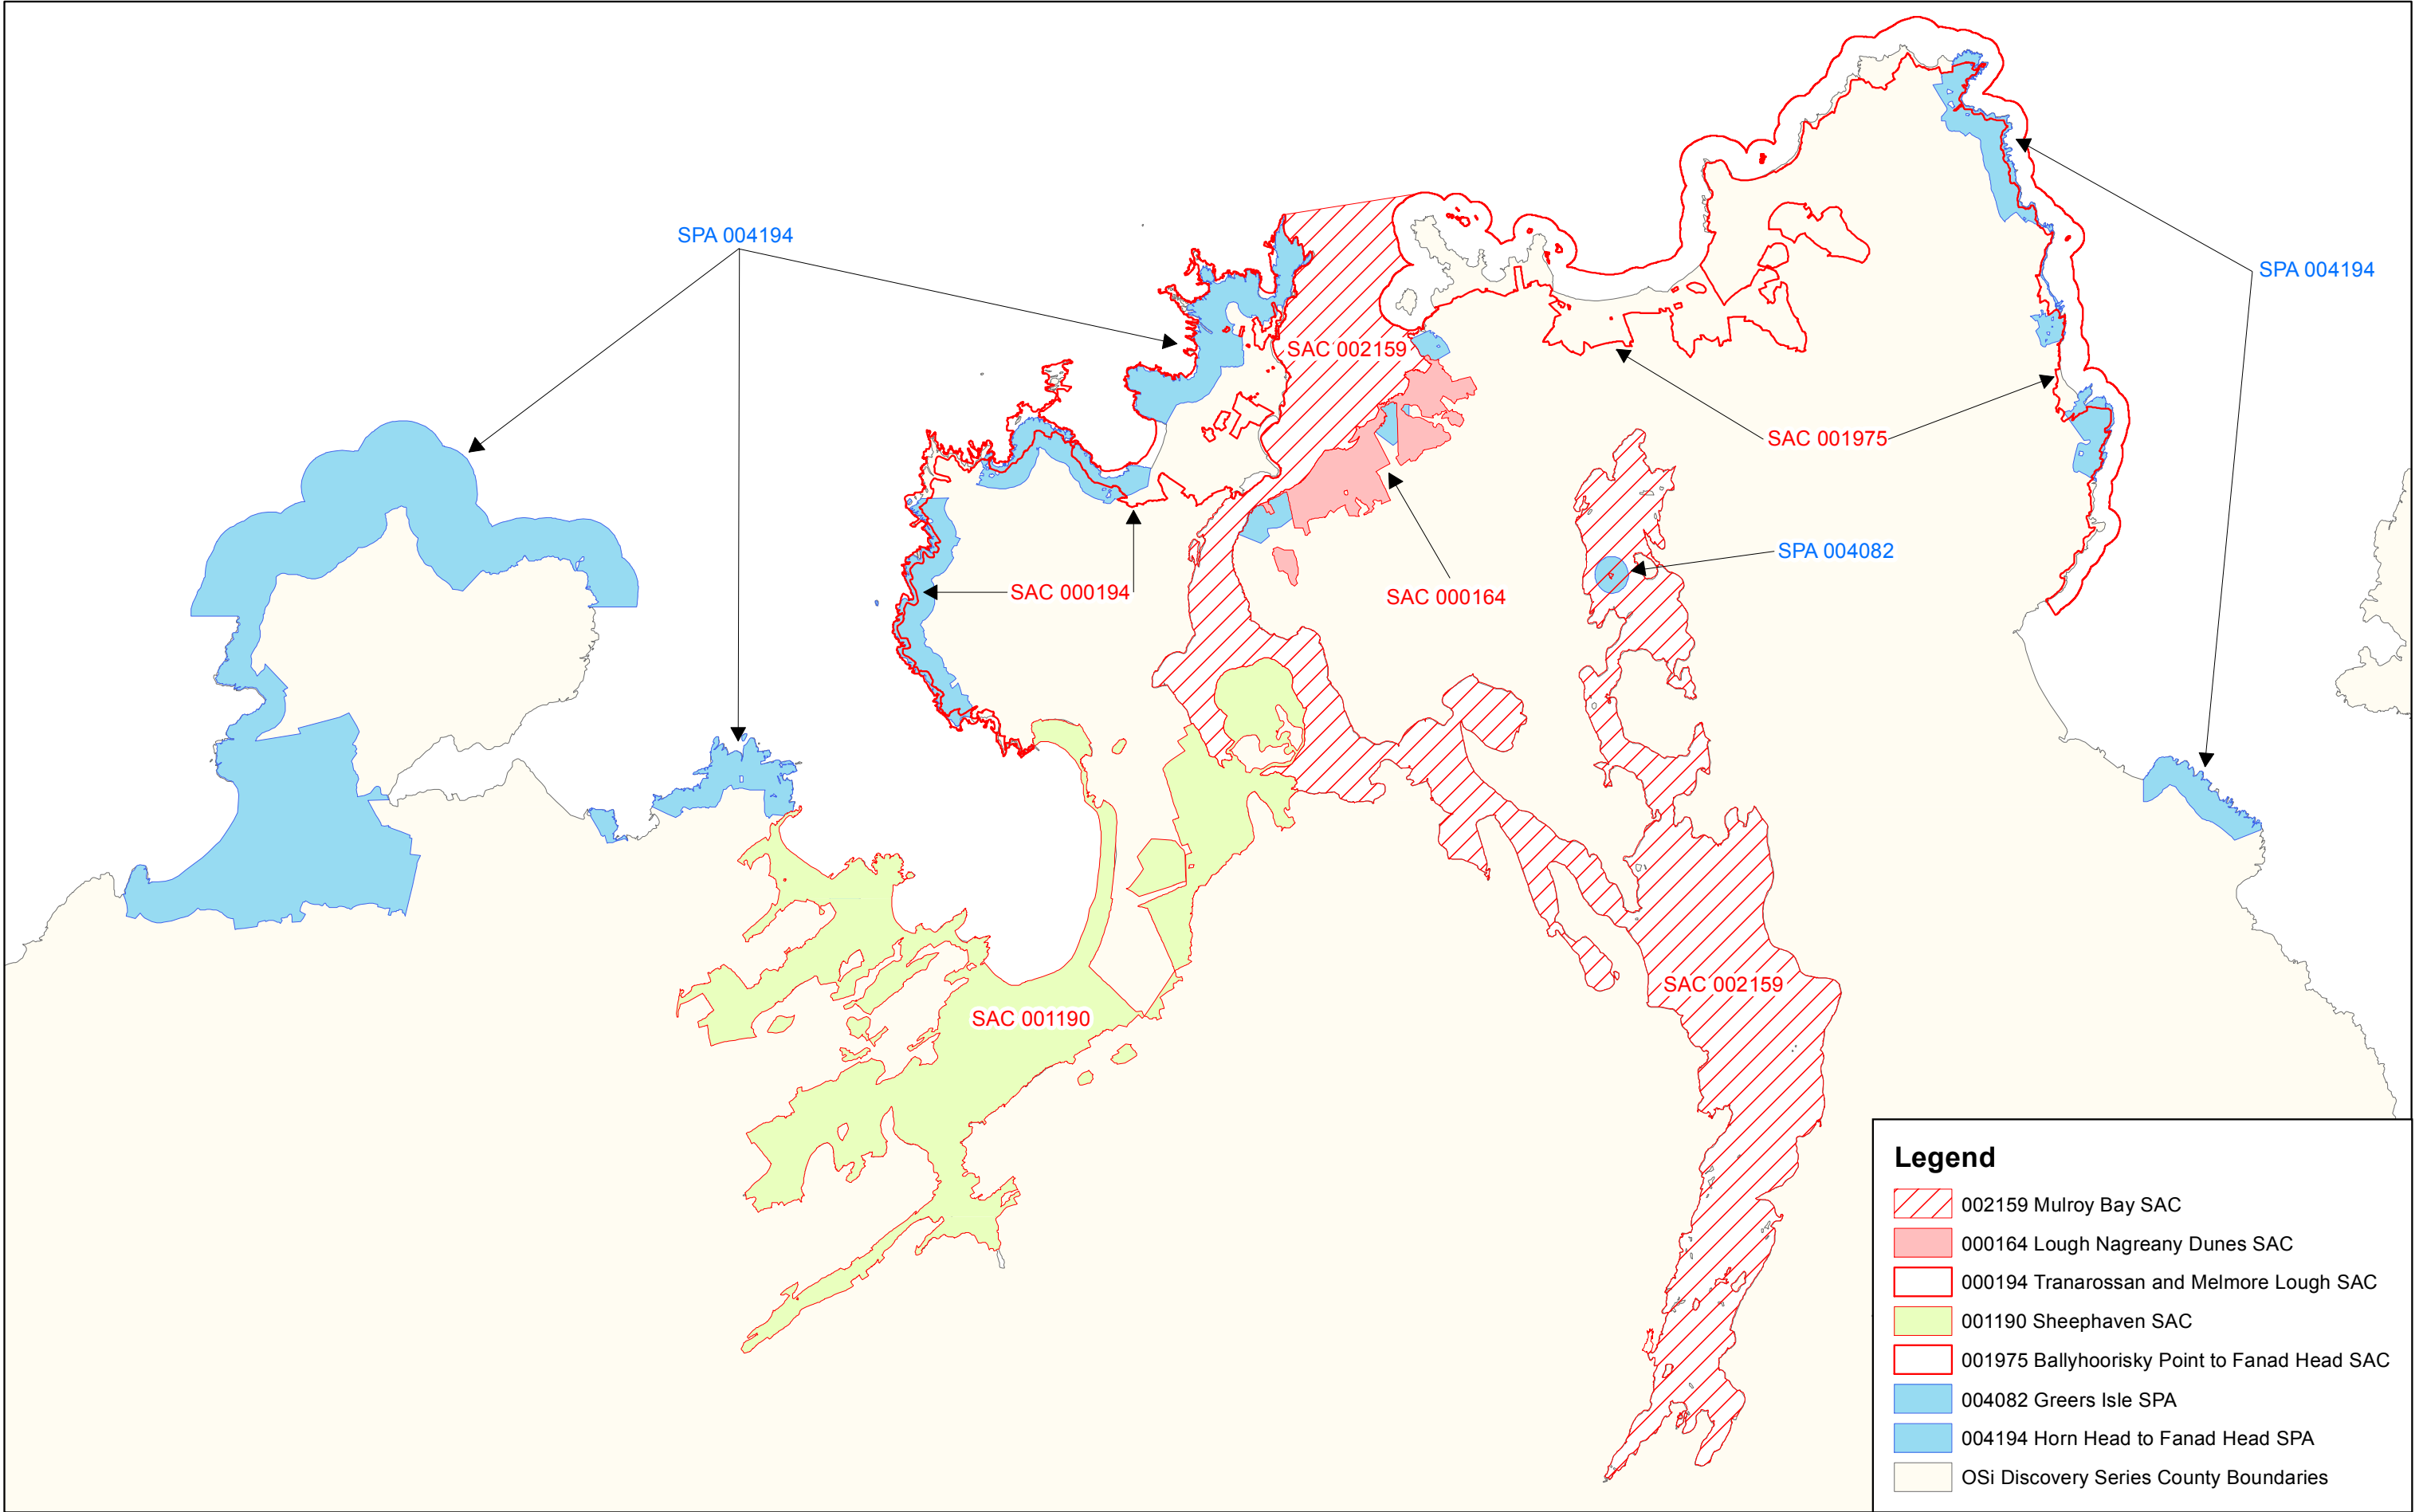 SPA 004194
SPA 004194
SAC 002159
SAC 001975
SPA 004082
SAC 000194
SAC 000164
SAC 002159
SAC 001190
Legend
002159 Mulroy Bay SAC
000164 Lough Nagreany Dunes SAC
000194 Tranarossan and Melmore Lough SAC
001190 Sheephaven SAC
001975 Ballyhoorisky Point to Fanad Head SAC
004082 Greers Isle SPA
004194 Horn Head to Fanad Head SPA
OSi Discovery Series County Boundaries